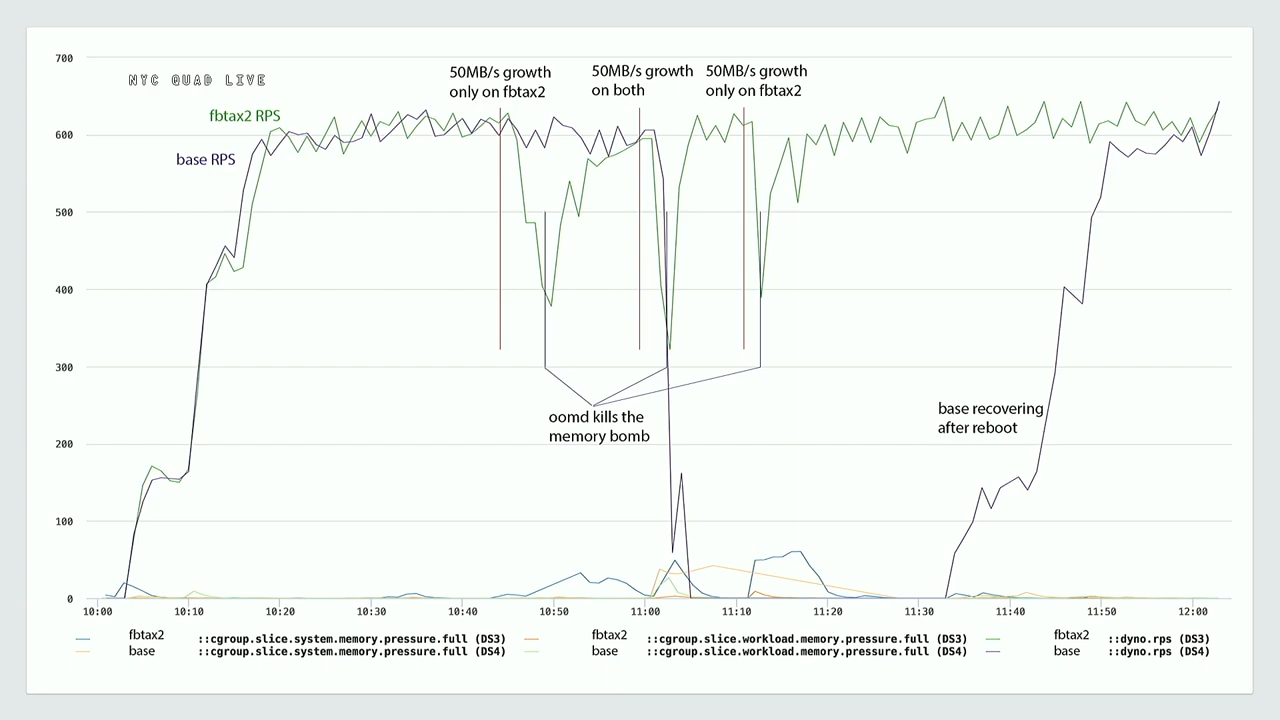 700
NYC QUAD LIVE
50MB/s growth
only on fbtax2
50MB/s growth
on both
50MB/s growth
only on fbtax2
fbtax2 RPS
600
base RPS
500
400
300
oomd kills the
memory bomb
base recovering
after reboot
200
100
0
10:00 10:10 10:20 10:30 10:40 10:50 11:00 11:10 11:20 11:30 11:40 11:50 12:00
fbtax2 ::cgroup.slice.system.memory.pressure.full (DS3) fbtax2 ::cgroup.slice.workload.memory.pressure.full (DS3) fbtax2 ::dyno.rps (DS3)
base ::cgroup.slice.system.memory.pressure.full (DS4) base ::cgroup.slice.workload.memory.pressure.full (DS4) base ::dyno.rps (DS4)